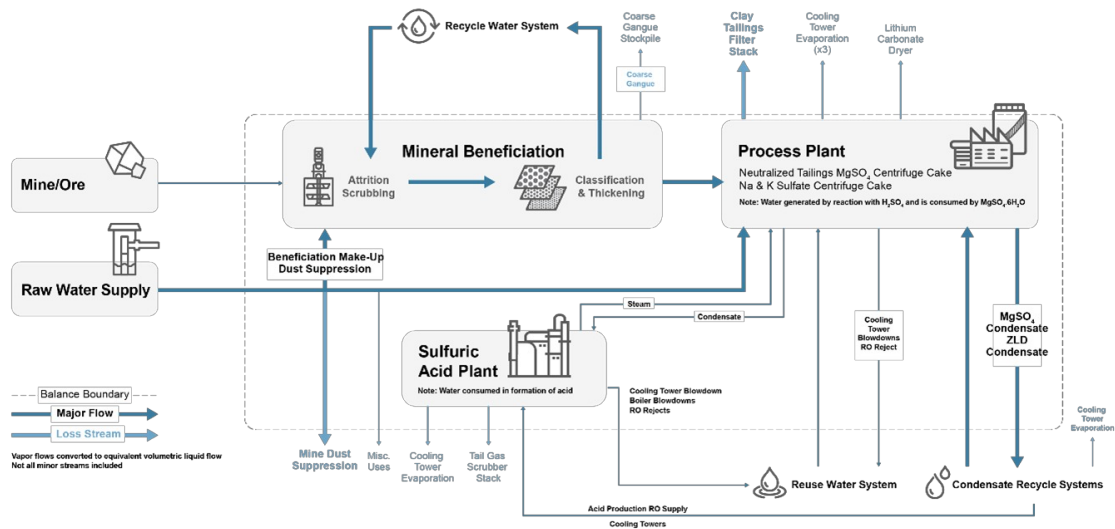 Recycle Water System
Coarse
Gangue
Stockpile
Coarse
Gangue
Clay
Tailings
Filter
Stack
Cooling
Tower
Evaporation
(x3)
Lithium
Carbonate
Dryer
Mine/Ore
Mineral Beneficiation
Attrition
Scrubbing
Classification
& Thickening
Process Plant
Neutralized Tailings MgSO₄ Centrifuge Cake
Na & K Sulfate Centrifuge Cake
Note: Water generated by reaction with H₂SO₄ and is consumed by MgSO₄.6H₂O
Raw Water Supply
Beneficiation Make-Up
Dust Suppression
Steam
Condensate
Sulfuric
Acid Plant
Note: Water consumed in formation of acid
Cooling
Tower
Blowdowns
RO Reject
MgSO₄
Condensate
ZLD
Condensate
Cooling Tower Blowdown
Boiler Blowdowns
RO Rejects
Balance Boundary
Major Flow
Loss Stream
Vapor flows converted to equivalent volumetric liquid flow
Not all minor streams included
Mine Dust
Suppression
Misc.
Uses
Cooling
Tower
Evaporation
Tail Gas
Scrubber
Stack
Cooling
Tower
Evaporation
Reuse Water System
Condensate Recycle Systems
Acid Production RO Supply
Cooling Towers